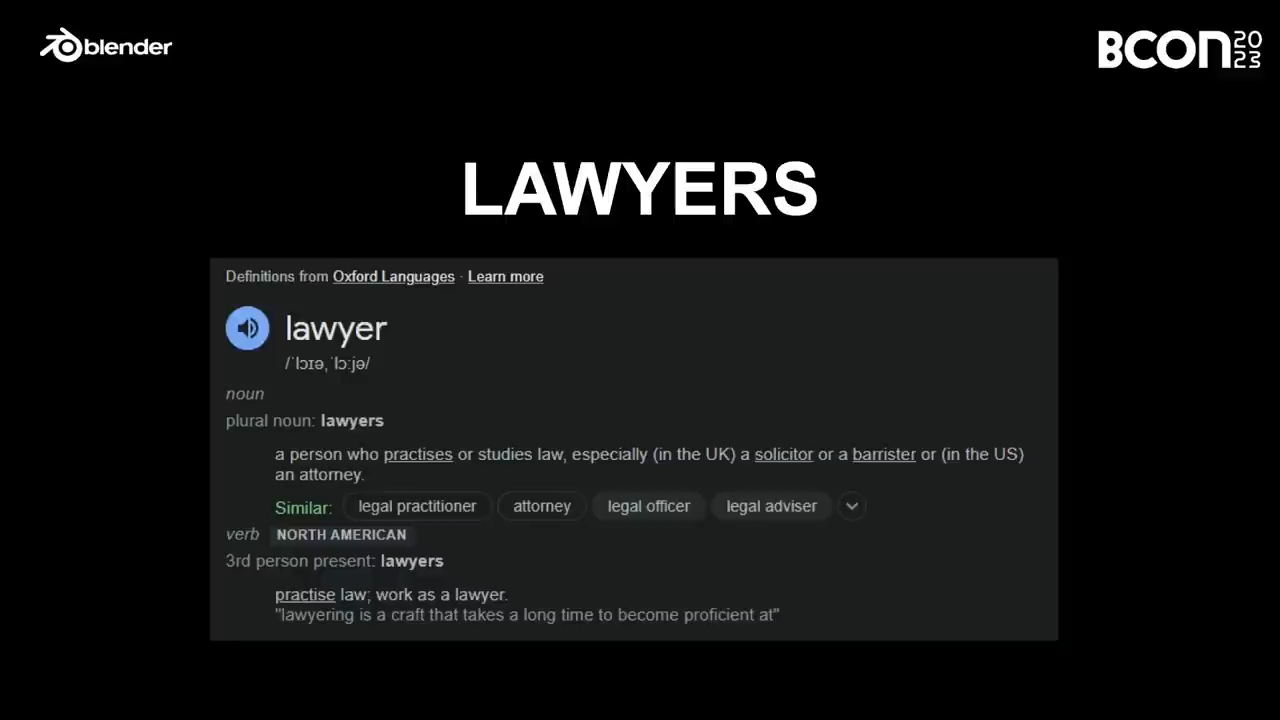 blender
BCON 20
23
LAWYERS
Definitions from Oxford Languages · Learn more
lawyer
/ˈlɔɪə,ˈlɔːjə/
noun
plural noun: lawyers
a person who practises or studies law, especially (in the UK) a solicitor or a barrister or (in the US)
an attorney.
Similar: legal practitioner attorney legal officer legal adviser
verb NORTH AMERICAN
3rd person present: lawyers
practise law; work as a lawyer.
"lawyering is a craft that takes a long time to become proficient at"